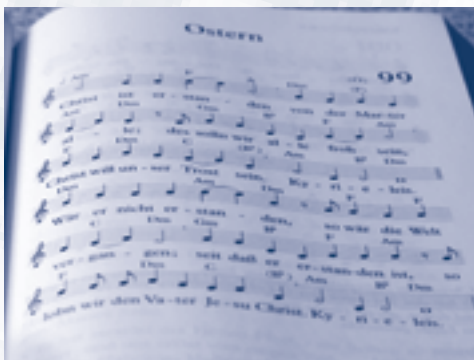 Ostern
99
Christ ist er-stan-den von der Mar-ter
al-le; des solln wir al-le froh sein,
Christ will un-ser Trost sein. Ky-ri-e-leis.
Wär er nicht er-stan-den, so wär die Welt
ver-gan-gen; seit daß er er-stan-den ist, so
lobn wir den Va-ter Je-su Christ. Ky-ri-e-leis.